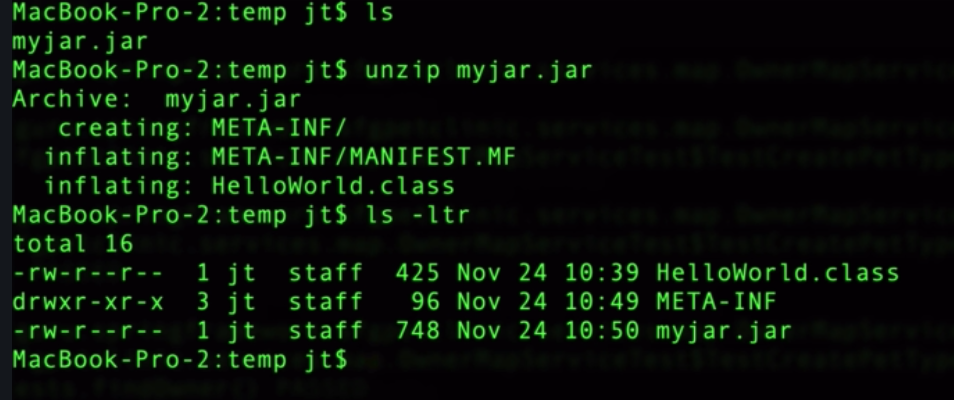 MacBook-Pro-2:temp jt$ ls
myjar.jar
MacBook-Pro-2:temp jt$ unzip myjar.jar
Archive:  myjar.jar
   creating: META-INF/
  inflating: META-INF/MANIFEST.MF
  inflating: HelloWorld.class
MacBook-Pro-2:temp jt$ ls -ltr
total 16
-rw-r--r--  1 jt  staff  425 Nov 24 10:39 HelloWorld.class
drwxr-xr-x  3 jt  staff   96 Nov 24 10:49 META-INF
-rw-r--r--  1 jt  staff  748 Nov 24 10:50 myjar.jar
MacBook-Pro-2:temp jt$